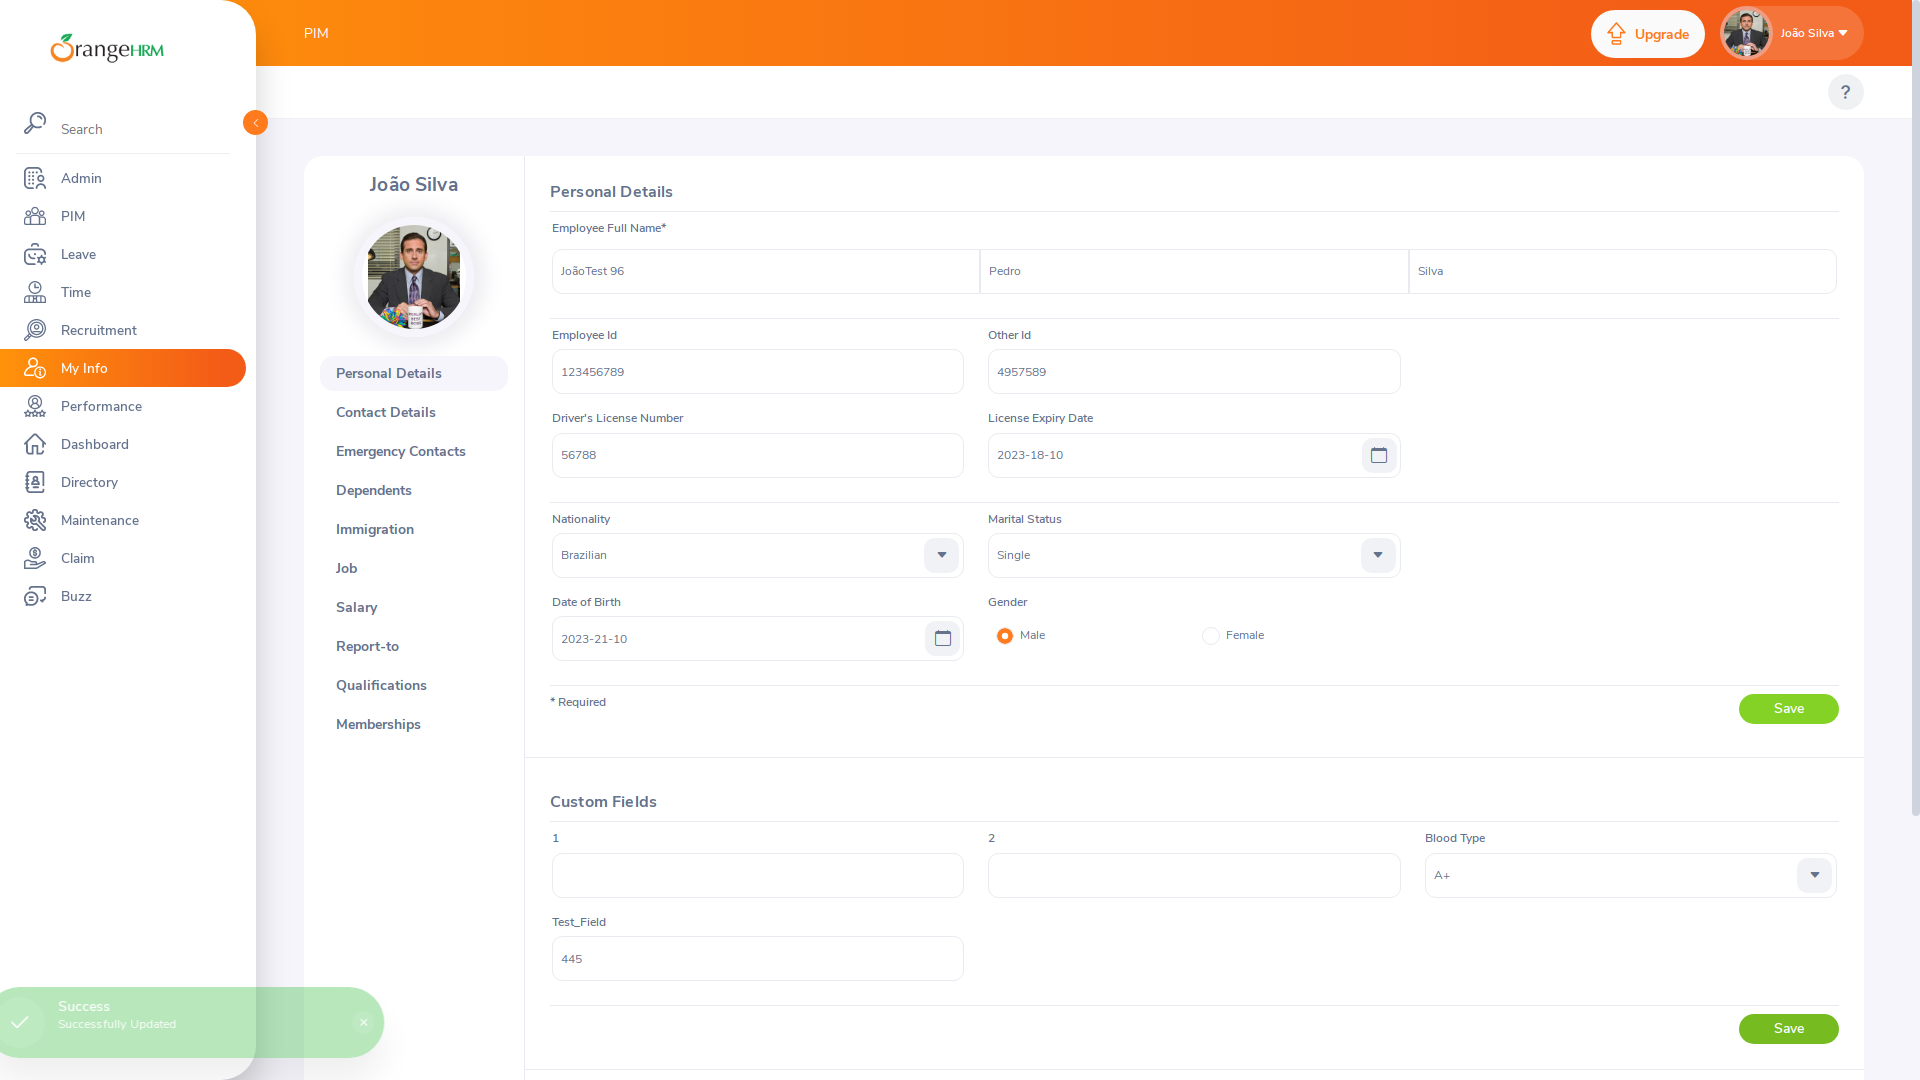 OrangeHRM
Search
Admin
PIM
Leave
Time
Recruitment
My Info
Performance
Dashboard
Directory
Maintenance
Claim
Buzz
PIM
Upgrade
João Silva
?
João Silva
Personal Details
Contact Details
Emergency Contacts
Dependents
Immigration
Job
Salary
Report-to
Qualifications
Memberships
Personal Details
Employee Full Name*
JoãoTest 96 Pedro Silva
Employee Id Other Id
123456789 4957589
Driver's License Number License Expiry Date
56788 2023-18-10
Nationality Marital Status
Brazilian Single
Date of Birth Gender
2023-21-10 Male Female
* Required
Save
Custom Fields
1 2 Blood Type
A+
Test_Field
445
Save
Success
Successfully Updated